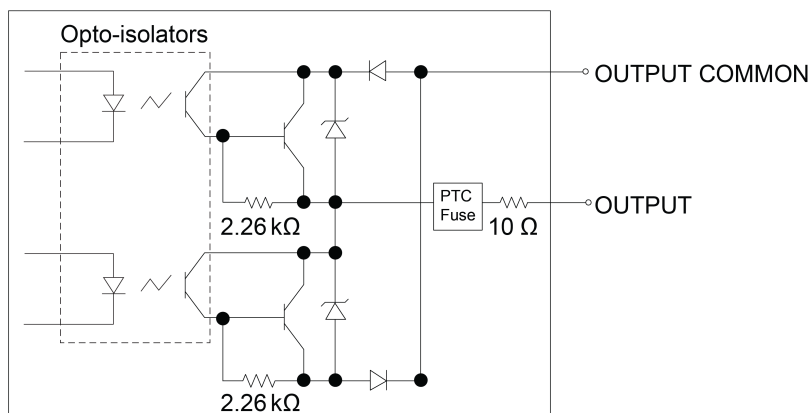 Opto-isolators
OUTPUT COMMON
PTC
Fuse
OUTPUT
2.26 kΩ
10 Ω
2.26 kΩ